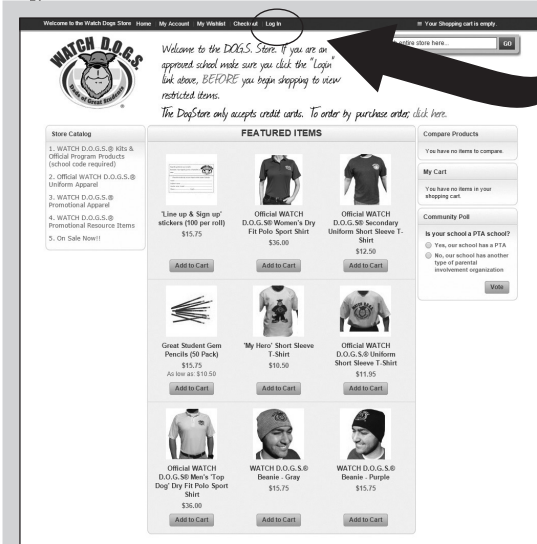 Welcome to the Watch Dogs Store Home My Account My Wishlist Log In
Your Shopping cart is empty.
entire store here... GO
WATCH D.O.G.S.
Dads of Great Students
Welcome to the D.O.G.S. Store. If you are an
approved school make sure you click the "Login"
link above, BEFORE you begin shopping to view
restricted items.
The DogStore only accepts credit cards. To order by purchase order, click here.
Store Catalog
1. WATCH D.O.G.S.® Kits &
Official Program Products
(school code required)
2. Official WATCH D.O.G.S.®
Uniform Apparel
3. WATCH D.O.G.S.®
Promotional Apparel
4. WATCH D.O.G.S.®
Promotional Resource Items
5. On Sale Now!!
FEATURED ITEMS
'Line up & Sign up'
stickers (100 per roll)
$15.75
Add to Cart
Official WATCH
D.O.G.S.® Women's Dry
Fit Polo Sport Shirt
$36.00
Add to Cart
Official WATCH
D.O.G.S.® Secondary
Uniform Short Sleeve T-
Shirt
$12.50
Add to Cart
Great Student Gem
Pencils (50 Pack)
$15.75
As low as: $10.50
Add to Cart
'My Hero' Short Sleeve
T-Shirt
$10.50
Add to Cart
Official WATCH
D.O.G.S.® Uniform
Short Sleeve T-Shirt
$11.95
Add to Cart
Official WATCH
D.O.G.S.® Men's 'Top
Dog' Dry Fit Polo Sport
Shirt
$36.00
Add to Cart
WATCH D.O.G.S.®
Beanie - Gray
$15.75
Add to Cart
WATCH D.O.G.S.®
Beanie - Purple
$15.75
Add to Cart
Compare Products
You have no items to compare.
My Cart
You have no items in your
shopping cart.
Community Poll
Is your school a PTA school?
Yes, our school has a PTA
No, our school has another
type of parental
involvement organization
Vote